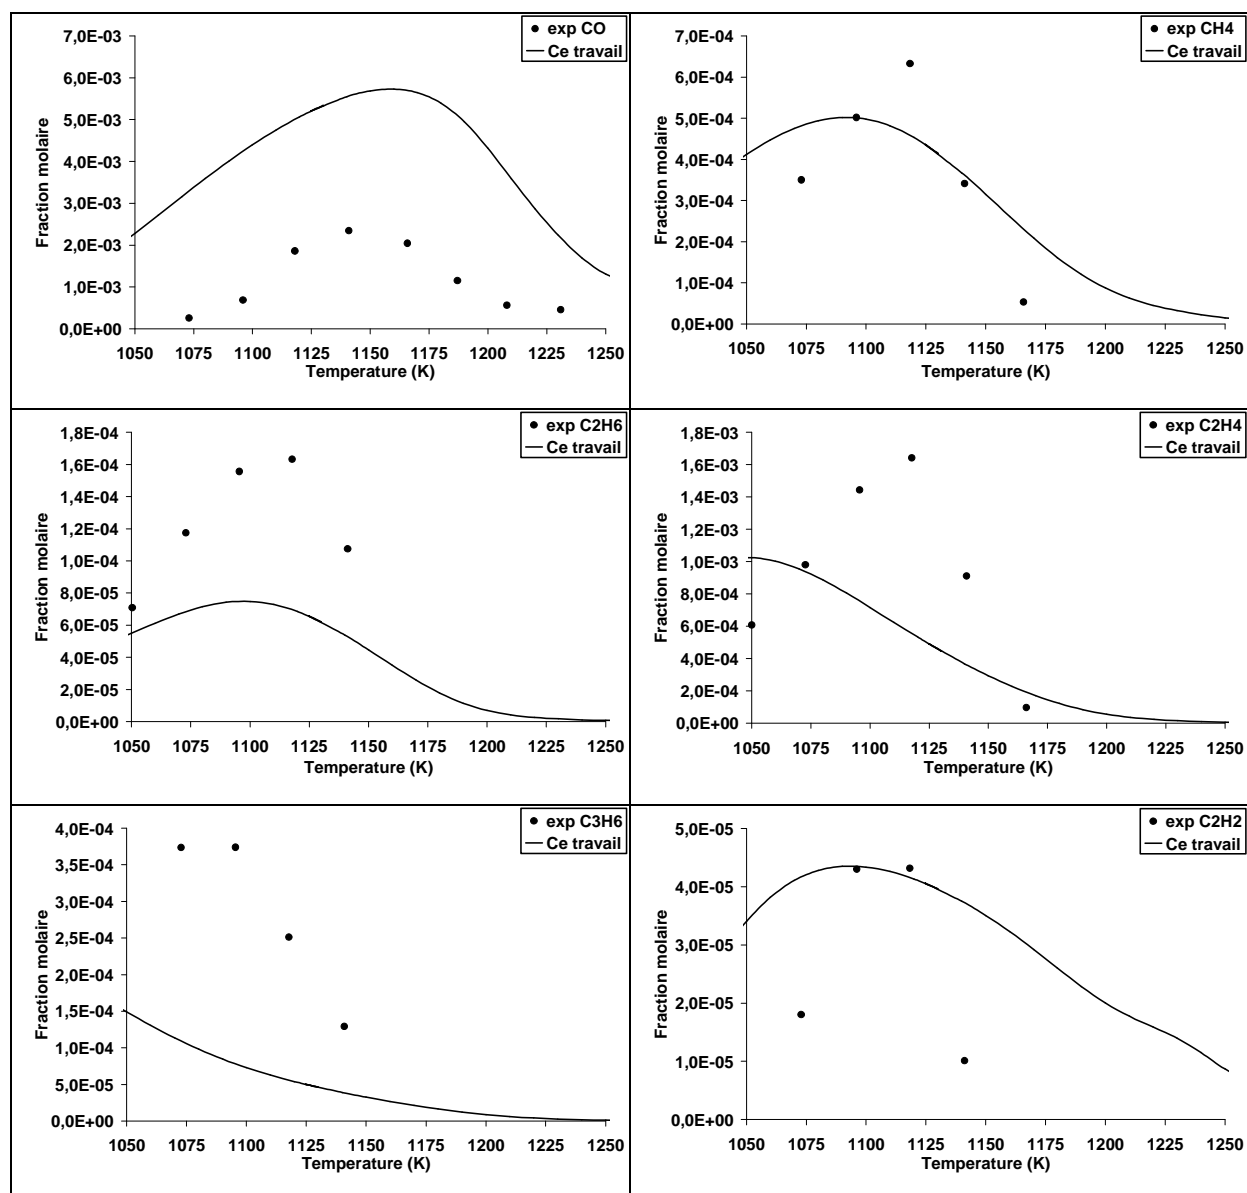 exp CO
Ce travail
7,0E-03
6,0E-03
5,0E-03
4,0E-03
3,0E-03
2,0E-03
1,0E-03
0,0E+00
Fraction molaire
1050 1075 1100 1125 1150 1175 1200 1225 1250
Temperature (K)
exp CH4
Ce travail
7,0E-04
6,0E-04
5,0E-04
4,0E-04
3,0E-04
2,0E-04
1,0E-04
0,0E+00
Fraction molaire
1050 1075 1100 1125 1150 1175 1200 1225 1250
Temperature (K)
exp C2H6
Ce travail
1,8E-04
1,6E-04
1,4E-04
1,2E-04
1,0E-04
8,0E-05
6,0E-05
4,0E-05
2,0E-05
0,0E+00
Fraction molaire
1050 1075 1100 1125 1150 1175 1200 1225 1250
Temperature (K)
exp C2H4
Ce travail
1,8E-03
1,6E-03
1,4E-03
1,2E-03
1,0E-03
8,0E-04
6,0E-04
4,0E-04
2,0E-04
0,0E+00
Fraction molaire
1050 1075 1100 1125 1150 1175 1200 1225 1250
Temperature (K)
exp C3H6
Ce travail
4,0E-04
3,5E-04
3,0E-04
2,5E-04
2,0E-04
1,5E-04
1,0E-04
5,0E-05
0,0E+00
Fraction molaire
1050 1075 1100 1125 1150 1175 1200 1225 1250
Temperature (K)
exp C2H2
Ce travail
5,0E-05
4,0E-05
3,0E-05
2,0E-05
1,0E-05
0,0E+00
Fraction molaire
1050 1075 1100 1125 1150 1175 1200 1225 1250
Temperature (K)